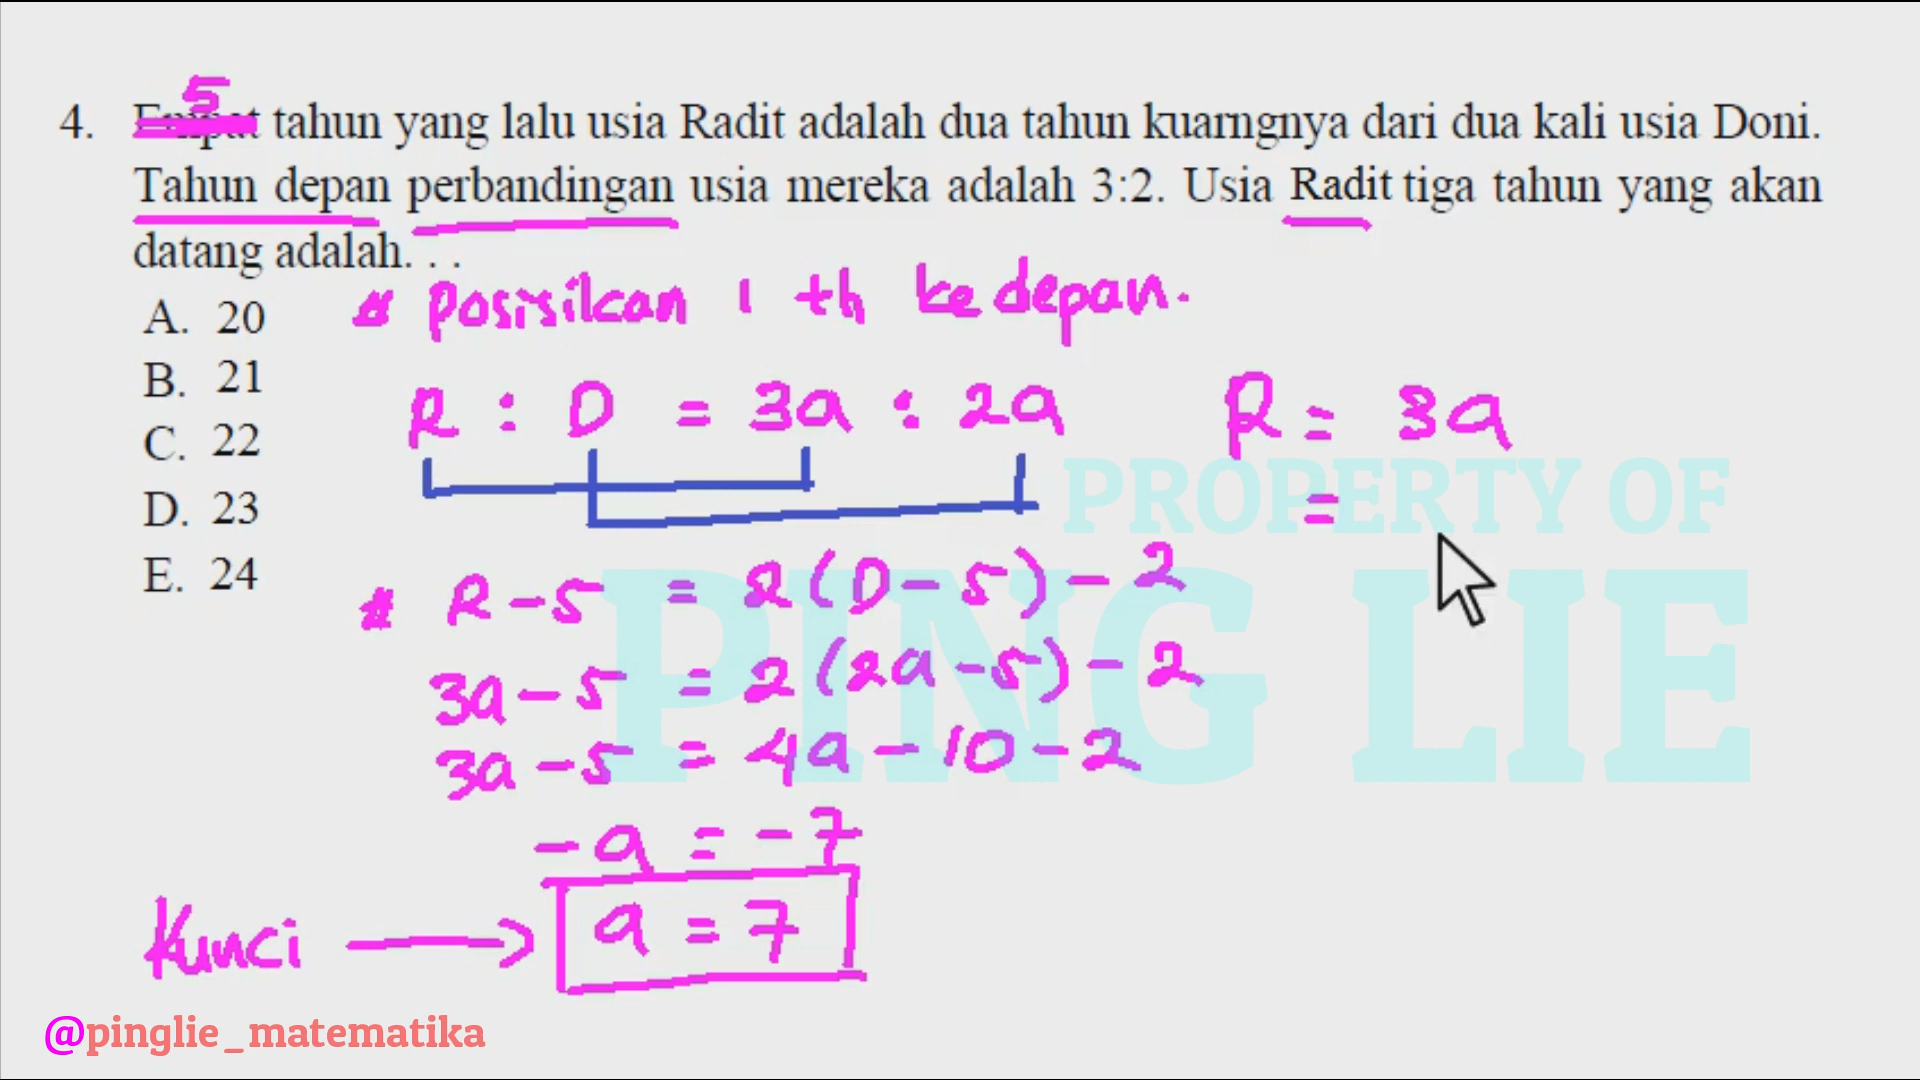 5
4. Empat tahun yang lalu usia Radit adalah dua tahun kuarngnya dari dua kali usia Doni.
Tahun depan perbandingan usia mereka adalah 3:2. Usia Radit tiga tahun yang akan
datang adalah. . .
A. 20
B. 21
C. 22
D. 23
E. 24
# Posisikan 1 th ke depan.
R : D = 3a : 2a
R = 3a
=
# R - 5 = 2(D - 5) - 2
3a - 5 = 2(2a - 5) - 2
3a - 5 = 4a - 10 - 2
-a = -7
Kunci → a = 7
PROPERTY OF
PING LIE
@pinglie_matematika